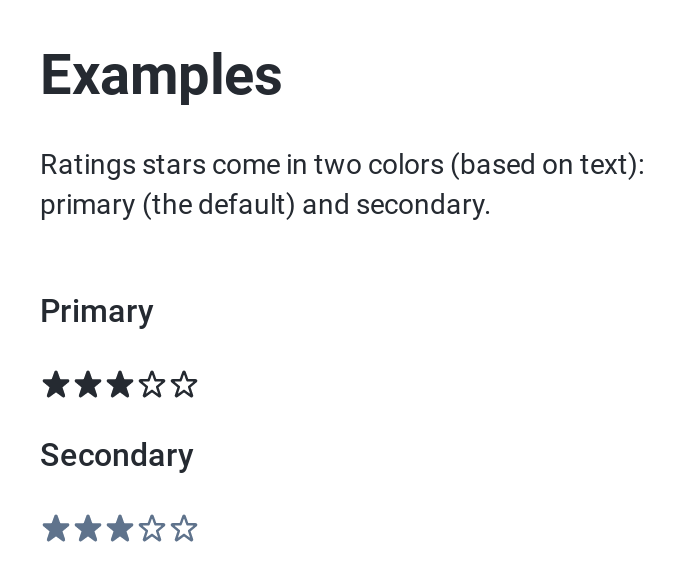 Examples
Ratings stars come in two colors (based on text):
primary (the default) and secondary.
Primary
Secondary